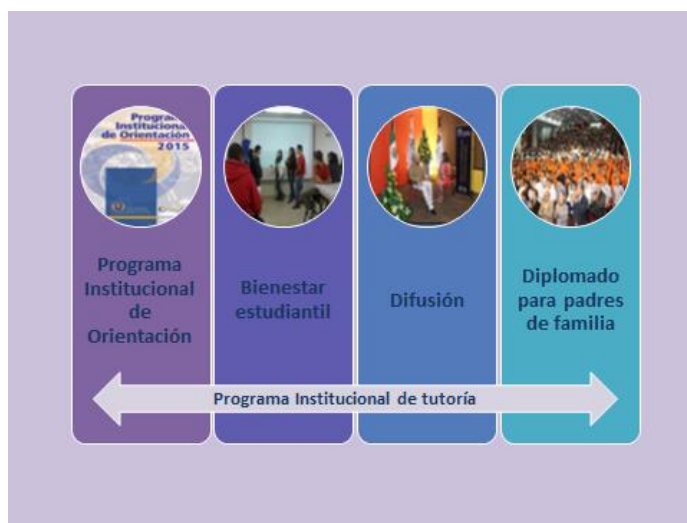 Programa
Institucional
de Orientación
2015
Programa
Institucional
de
Orientación
Bienestar
estudiantil
Difusión
Diplomado
para padres
de familia
Programa Institucional de tutoría